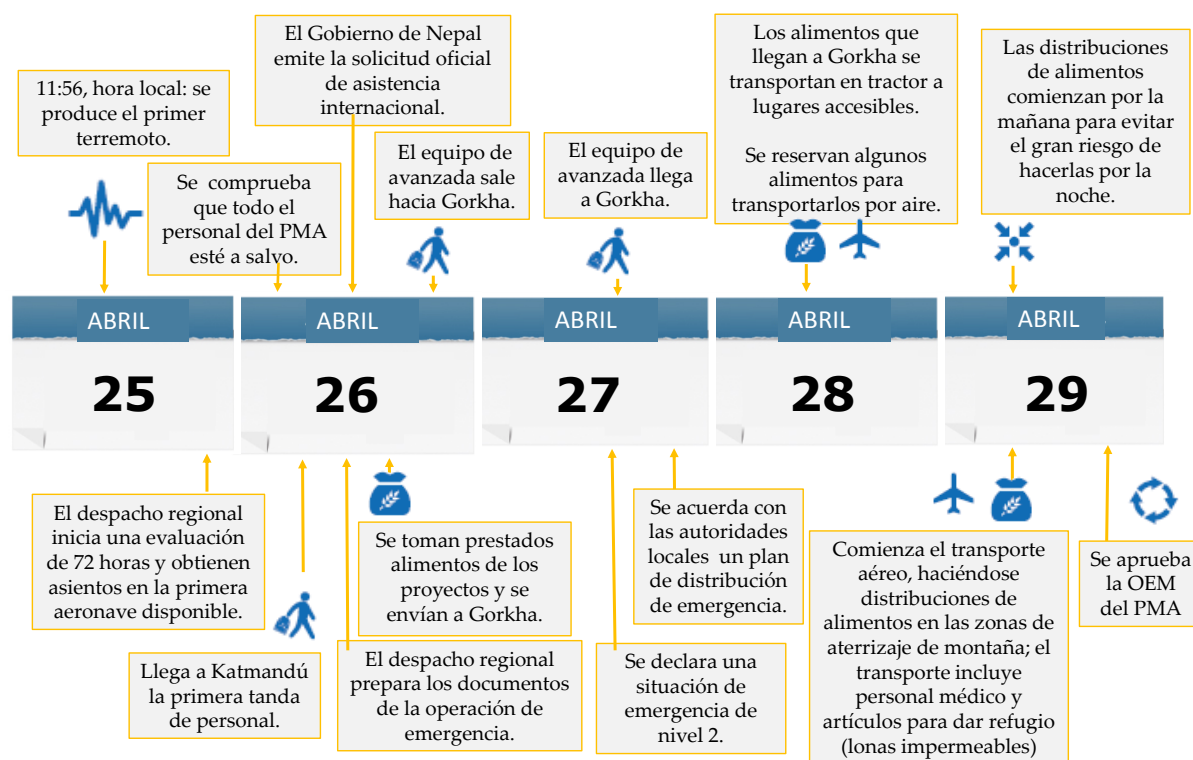 11:56, hora local: se
produce el primer
terremoto.
Se comprueba
que todo el
personal del PMA
esté a salvo.
El Gobierno de Nepal
emite la solicitud oficial
de asistencia
internacional.
El equipo de
avanzada sale
hacia Gorkha.
El equipo de
avanzada llega
a Gorkha.
Los alimentos que
llegan a Gorkha se
transportan en tractor a
lugares accesibles.
Se reservan algunos
alimentos para
transportarlos por aire.
Las distribuciones
de alimentos
comienzan por la
mañana para evitar
el gran riesgo de
hacerlas por la
noche.
ABRIL
25
ABRIL
26
ABRIL
27
ABRIL
28
ABRIL
29
El despacho regional
inicia una evaluación
de 72 horas y obtienen
asientos en la primera
aeronave disponible.
Llega a Katmandú
la primera tanda
de personal.
Se toman prestados
alimentos de los
proyectos y se
envían a Gorkha.
El despacho regional
prepara los documentos
de la operación de
emergencia.
Se acuerda con
las autoridades
locales un plan
de distribución
de emergencia.
Se declara una
situación de
emergencia de
nivel 2.
Comienza el transporte
aéreo, haciéndose
distribuciones de
alimentos en las zonas de
aterrizaje de montaña; el
transporte incluye
personal médico y
artículos para dar refugio
(lonas impermeables)
Se aprueba
la OEM
del PMA